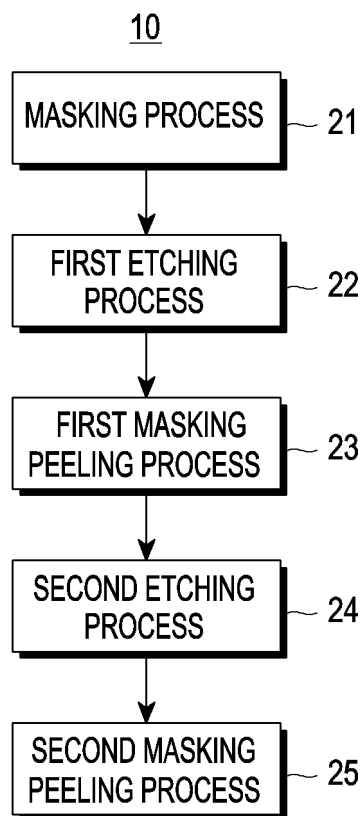 10
MASKING PROCESS
21
FIRST ETCHING
PROCESS
22
FIRST MASKING
PEELING PROCESS
23
SECOND ETCHING
PROCESS
24
SECOND MASKING
PEELING PROCESS
25